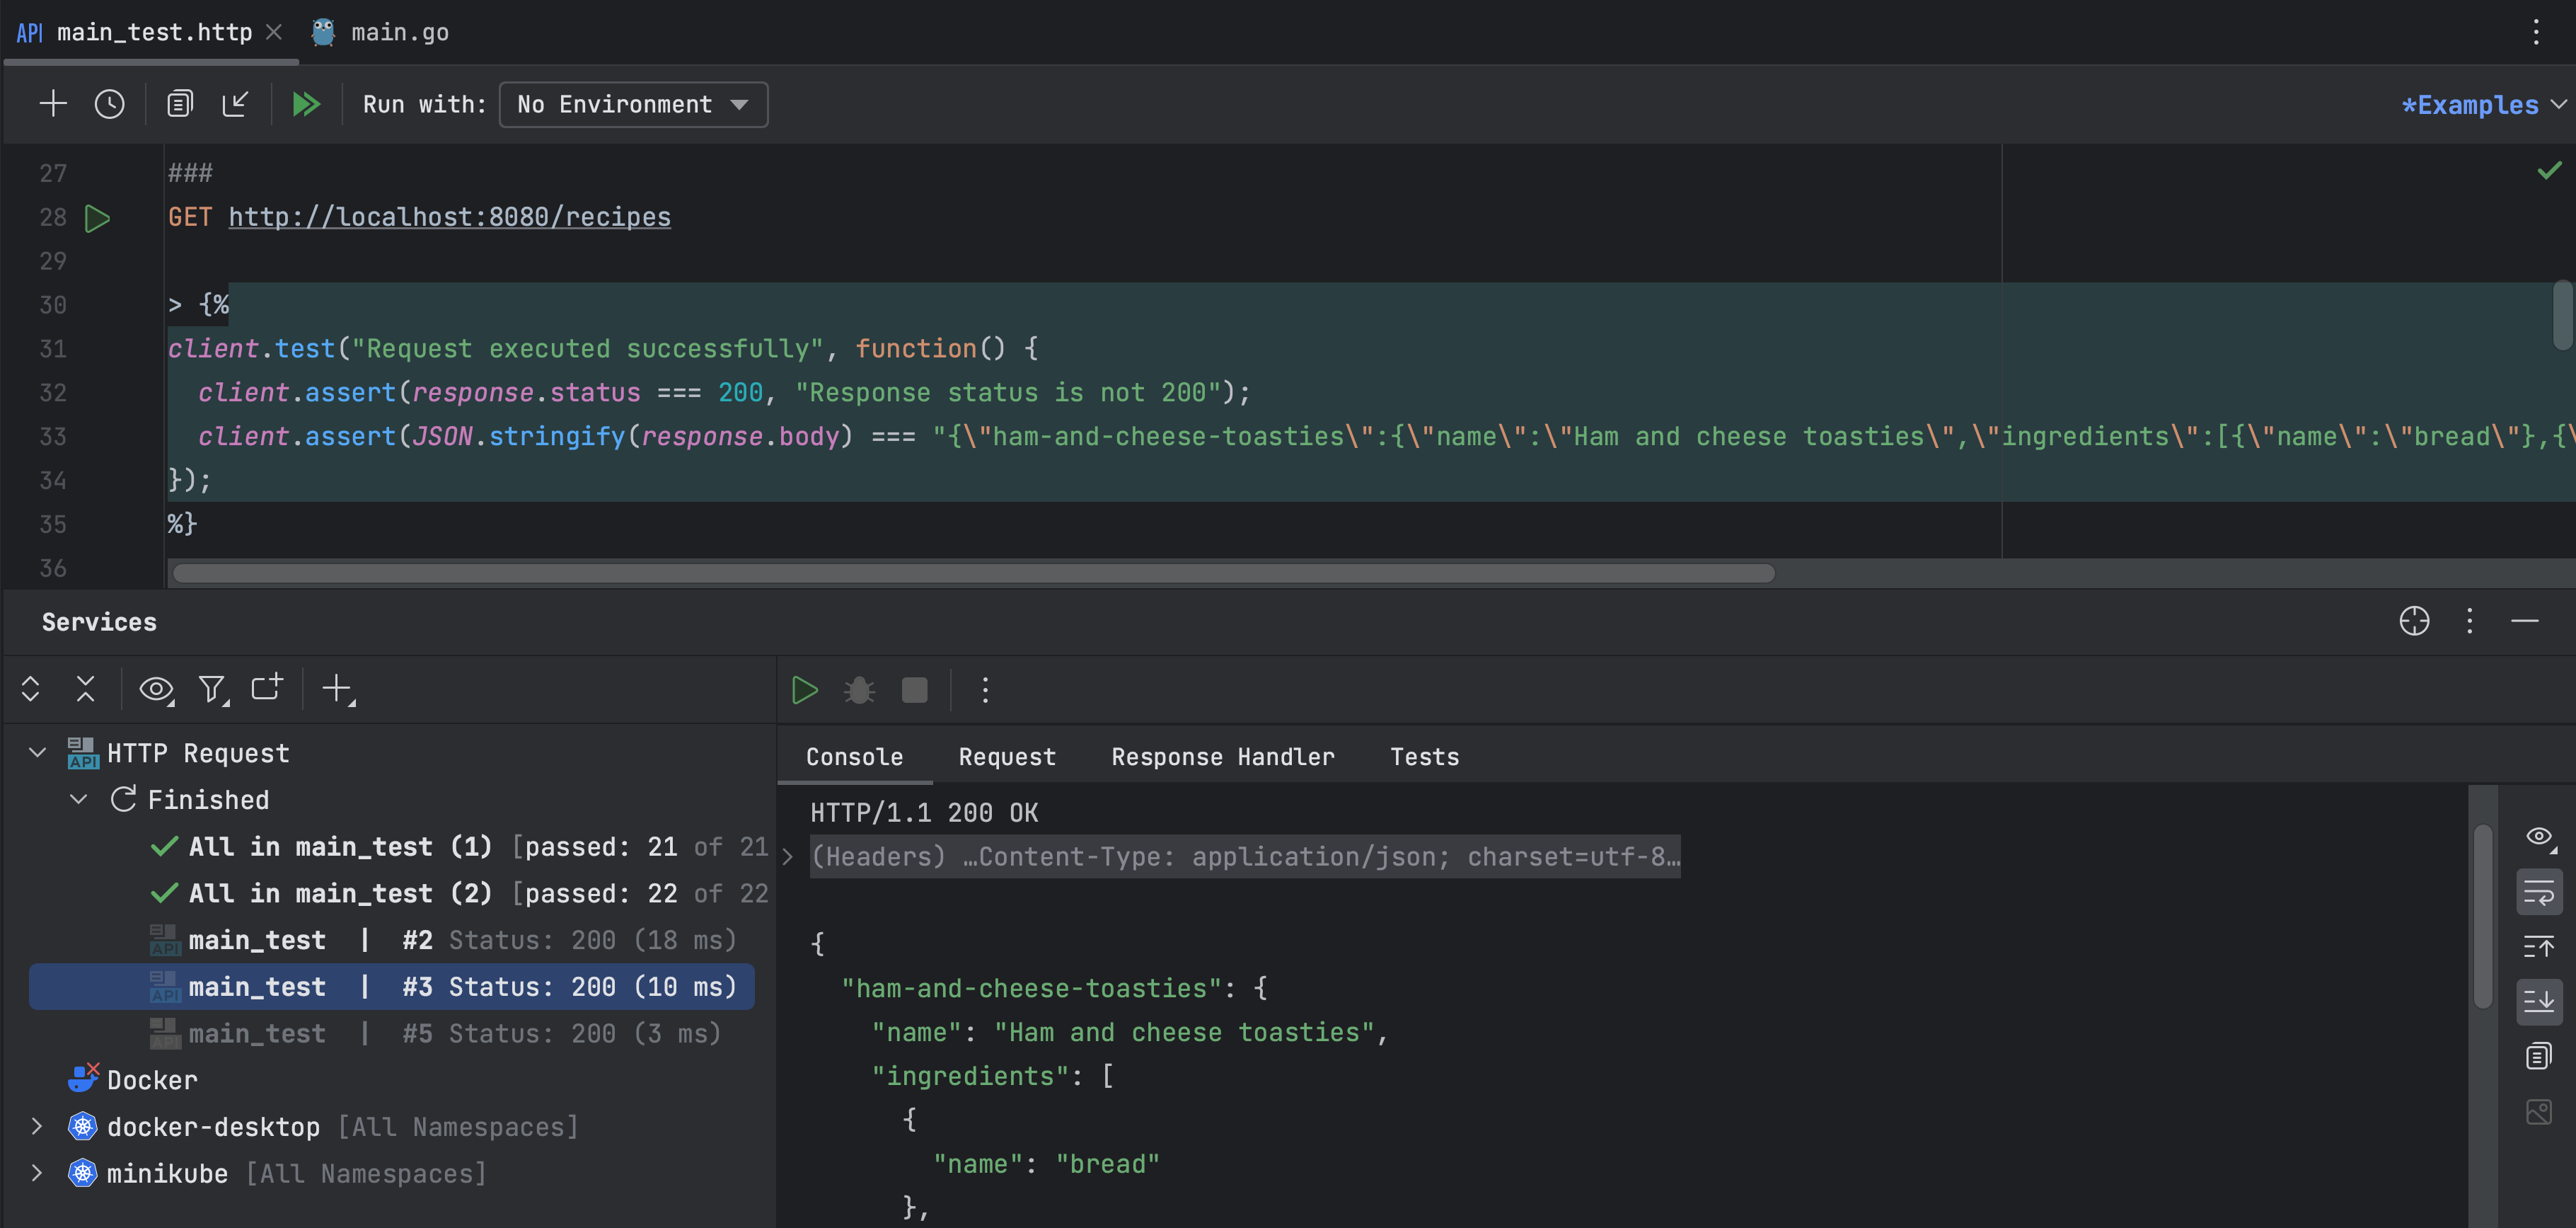 API main_test.http main.go
Run with: No Environment *Examples
27 ###
28 GET http://localhost:8080/recipes
29
30 > {%
31 client.test("Request executed successfully", function() {
32 client.assert(response.status === 200, "Response status is not 200");
33 client.assert(JSON.stringify(response.body) === "{\"ham-and-cheese-toasties\":{\"name\":\"Ham and cheese toasties\",\"ingredients\":[{\"name\":\"bread\"},{\
34 });
35 %}
36
Services
API HTTP Request
Finished
All in main_test (1) [passed: 21 of 21
All in main_test (2) [passed: 22 of 22
API main_test | #2 Status: 200 (18 ms)
API main_test | #3 Status: 200 (10 ms)
API main_test | #5 Status: 200 (3 ms)
Docker
docker-desktop [All Namespaces]
minikube [All Namespaces]
Console Request Response Handler Tests
HTTP/1.1 200 OK
(Headers) …Content-Type: application/json; charset=utf-8…
{
"ham-and-cheese-toasties": {
"name": "Ham and cheese toasties",
"ingredients": [
{
"name": "bread"
},